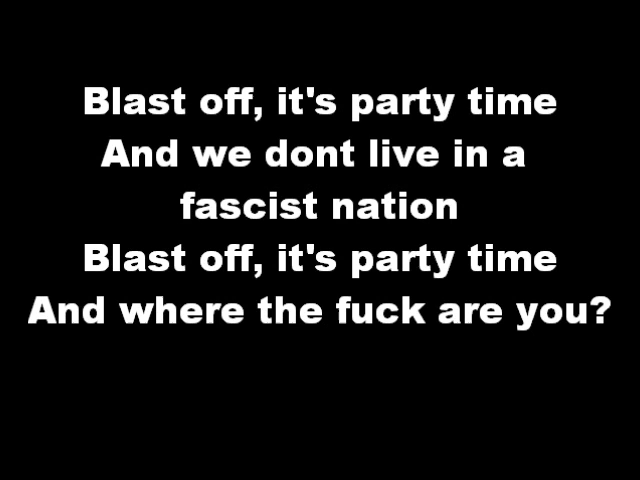 Blast off, it's party time
And we dont live in a
fascist nation
Blast off, it's party time
And where the fuck are you?